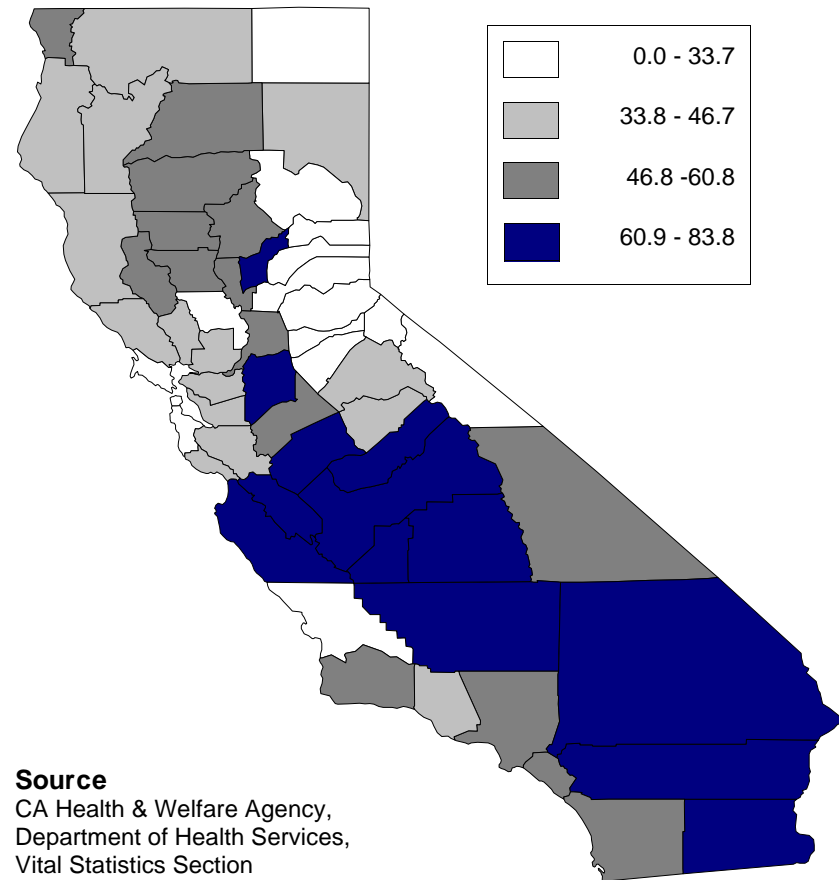 0.0 - 33.7
33.8 - 46.7
46.8 -60.8
60.9 - 83.8
Source
CA Health & Welfare Agency,
Department of Health Services,
Vital Statistics Section